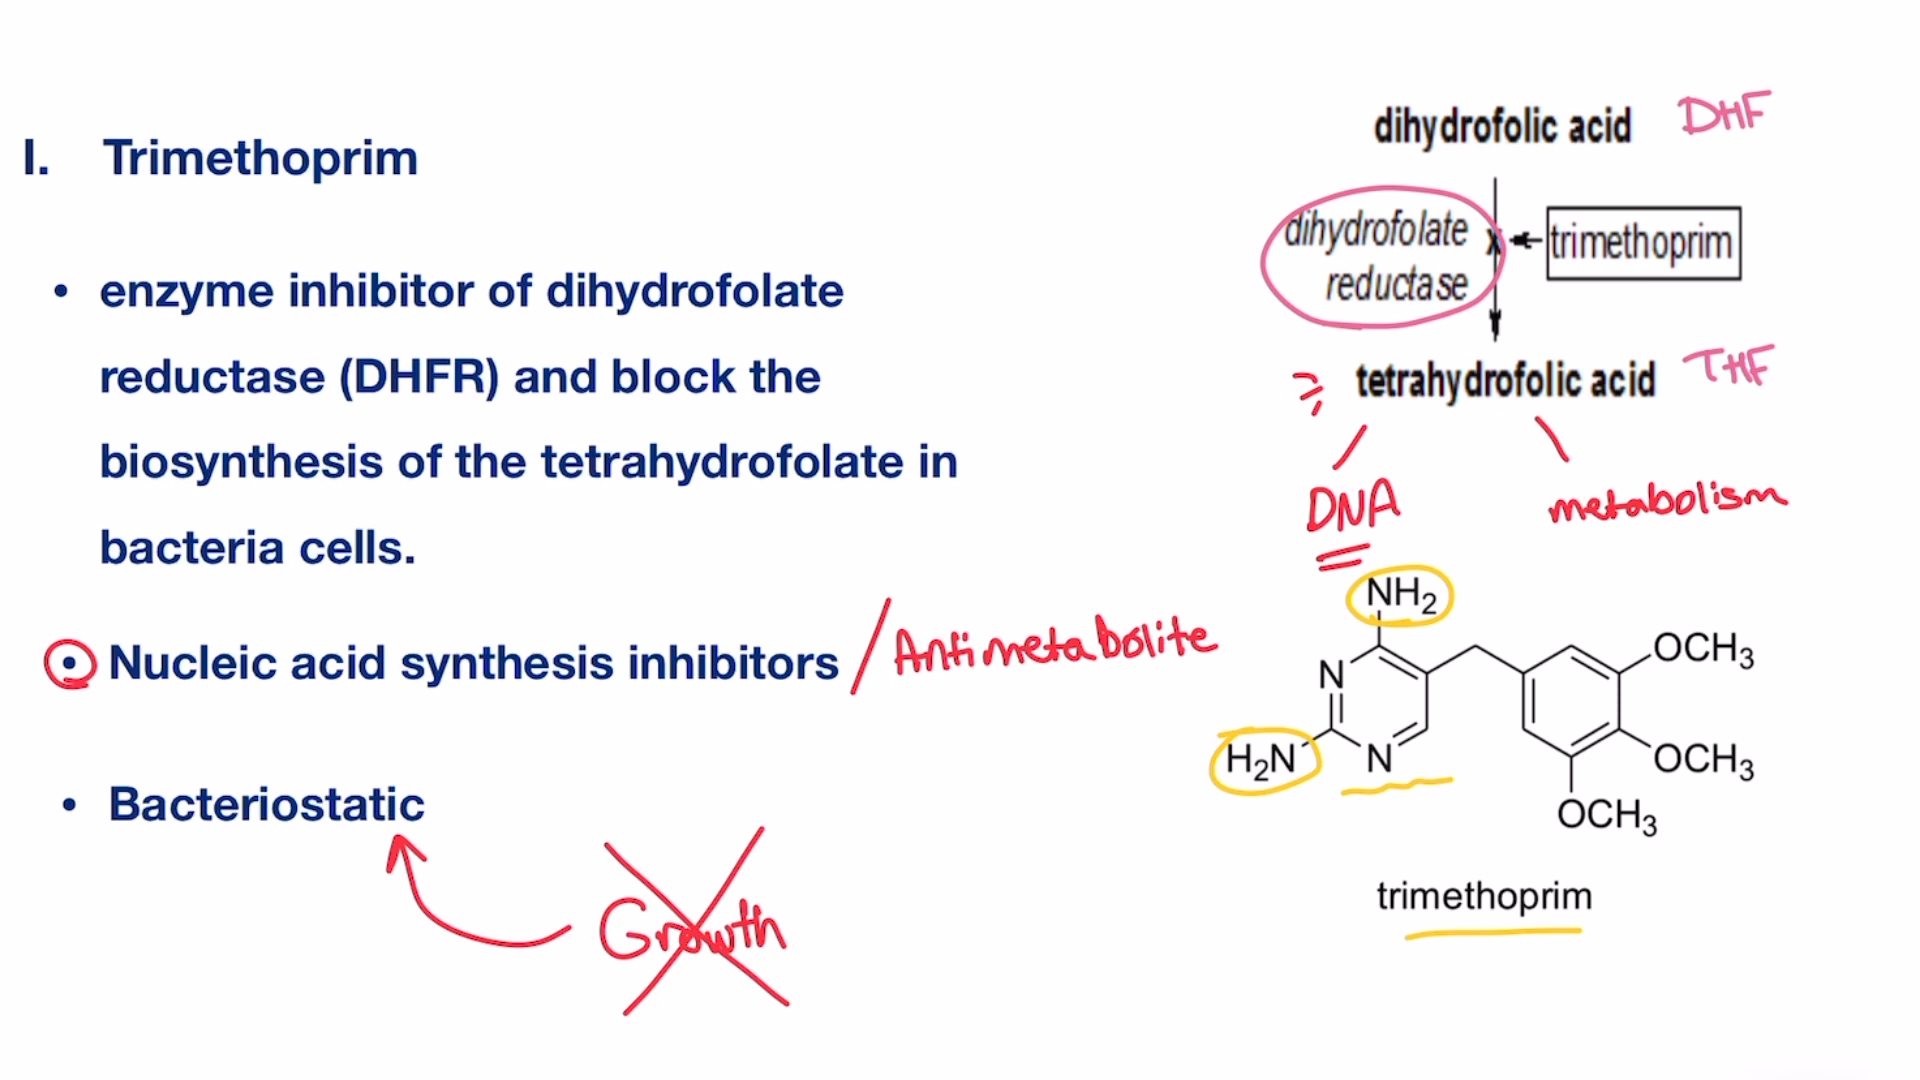 I. Trimethoprim
• enzyme inhibitor of dihydrofolate
reductase (DHFR) and block the
biosynthesis of the tetrahydrofolate in
bacteria cells.
• Nucleic acid synthesis inhibitors / Antimetabolite
• Bacteriostatic
Growth
dihydrofolic acid DHF
dihydrofolate
reductase
x
trimethoprim
tetrahydrofolic acid THF
DNA
metabolism
NH2
N
H2N
N
OCH3
OCH3
OCH3
trimethoprim